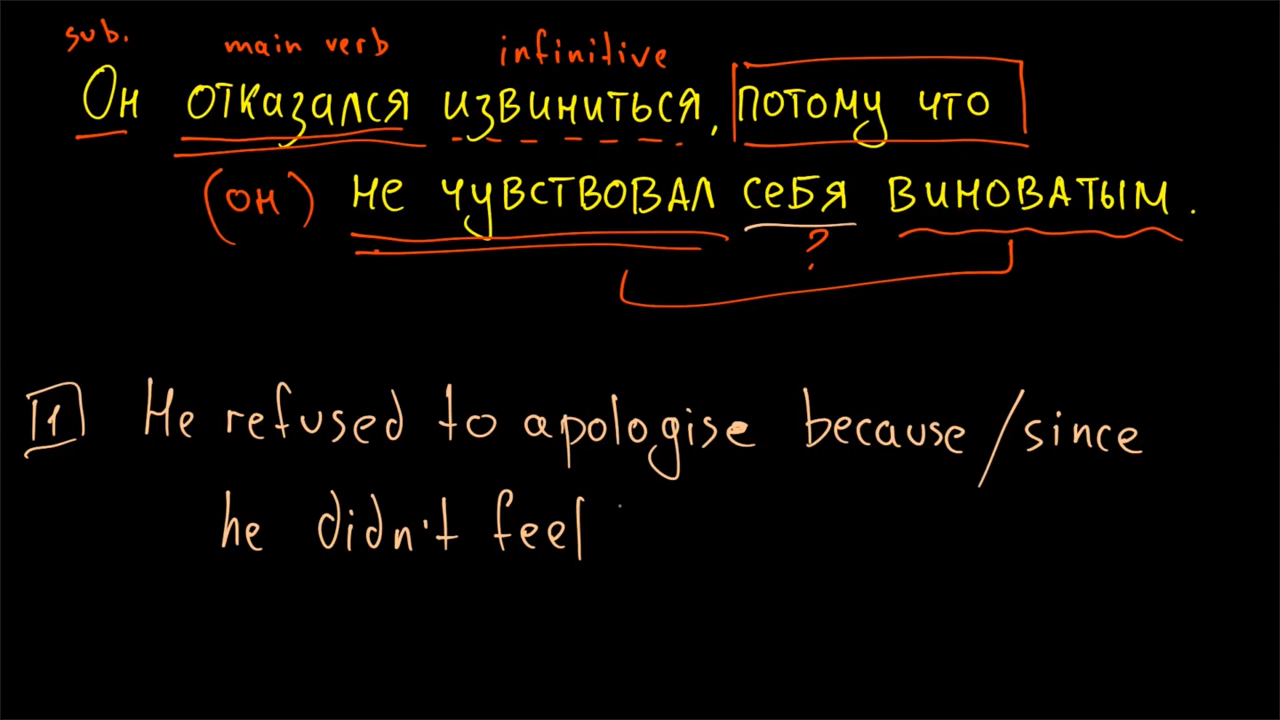 sub. main verb infinitive
Он отказался извиниться, потому что
(он) не чувствовал себя виноватым.
?
1 He refused to apologise because/since
he didn't feel